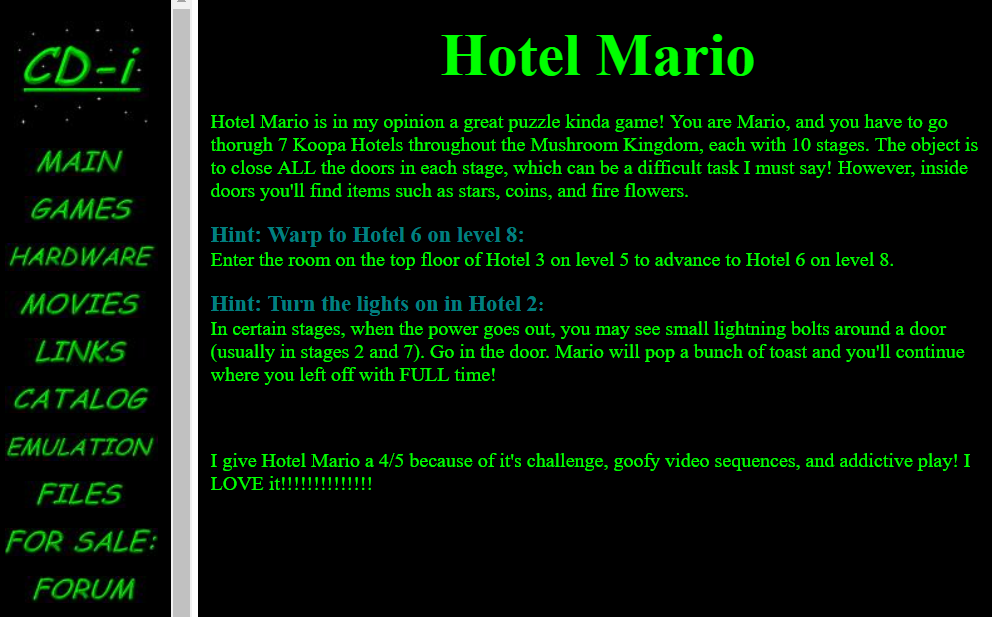 CD-i
MAIN
GAMES
HARDWARE
MOVIES
LINKS
CATALOG
EMULATION
FILES
FOR SALE:
FORUM
Hotel Mario
Hotel Mario is in my opinion a great puzzle kinda game! You are Mario, and you have to go
thorugh 7 Koopa Hotels throughout the Mushroom Kingdom, each with 10 stages. The object is
to close ALL the doors in each stage, which can be a difficult task I must say! However, inside
doors you'll find items such as stars, coins, and fire flowers.
Hint: Warp to Hotel 6 on level 8:
Enter the room on the top floor of Hotel 3 on level 5 to advance to Hotel 6 on level 8.
Hint: Turn the lights on in Hotel 2:
In certain stages, when the power goes out, you may see small lightning bolts around a door
(usually in stages 2 and 7). Go in the door. Mario will pop a bunch of toast and you'll continue
where you left off with FULL time!
I give Hotel Mario a 4/5 because of it's challenge, goofy video sequences, and addictive play! I
LOVE it!!!!!!!!!!!!!!